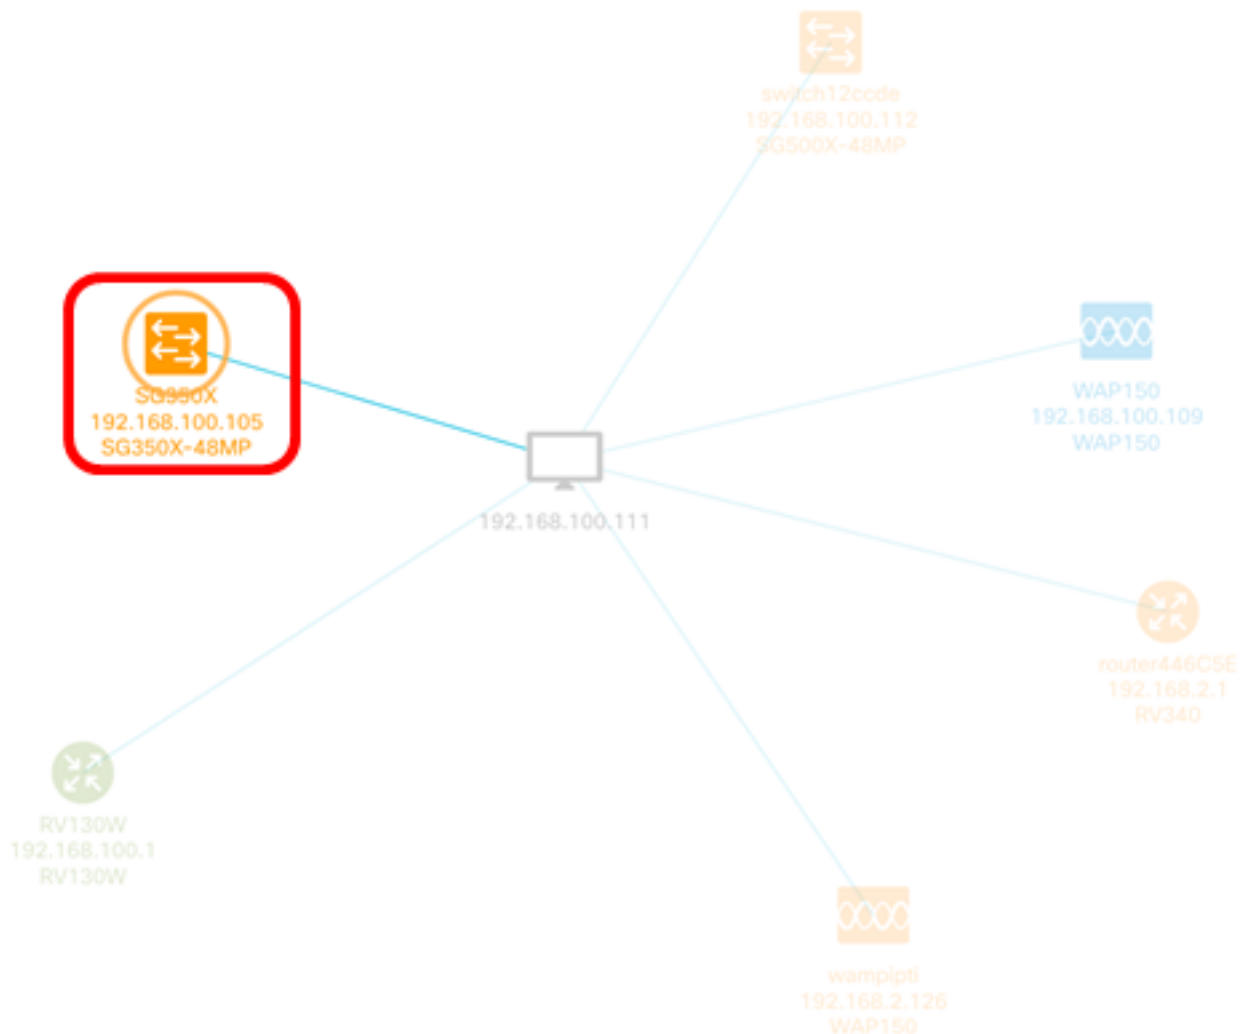 switch12ccde
192.168.100.112
SG500X-48MP
SG350X
192.168.100.105
SG350X-48MP
WAP150
192.168.100.109
WAP150
192.168.100.111
router446C5E
192.168.2.1
RV340
RV130W
192.168.100.1
RV130W
wampipti
192.168.2.126
WAP150